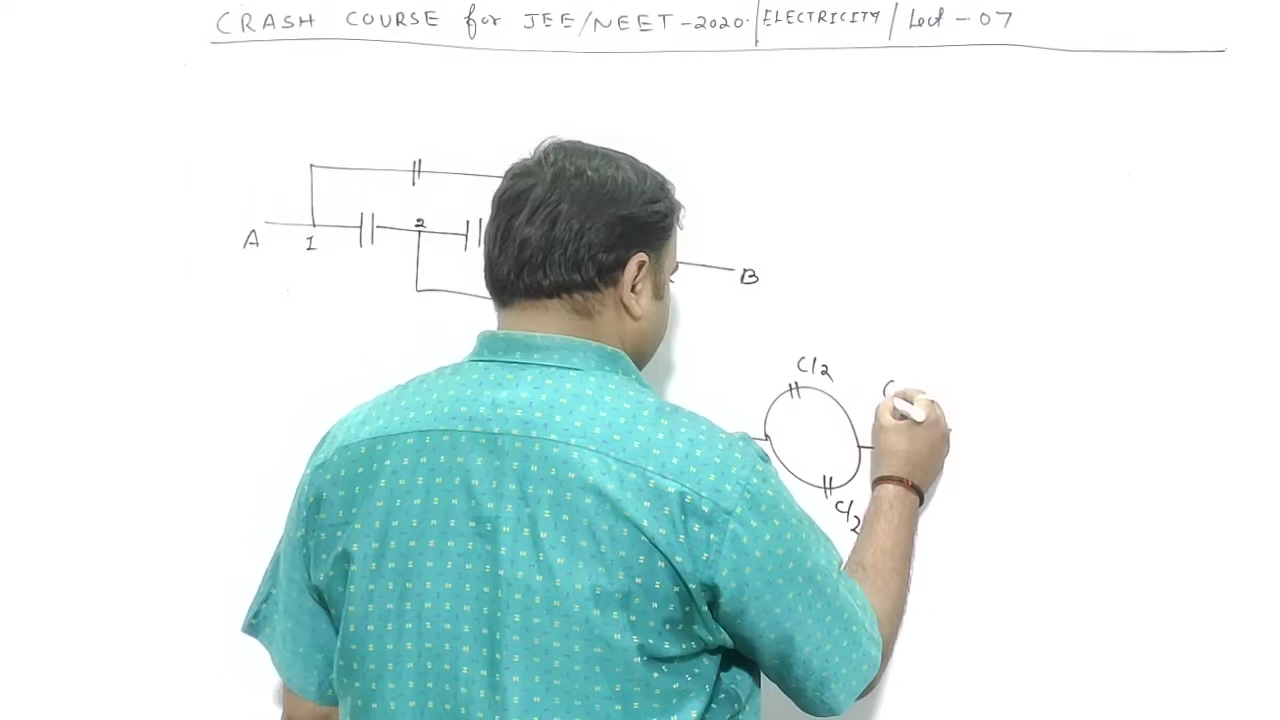 CRASH COURSE for JEE/NEET-2020. | ELECTRICITY / Lect - 07
2
A 1
B
C/2
C
C/2